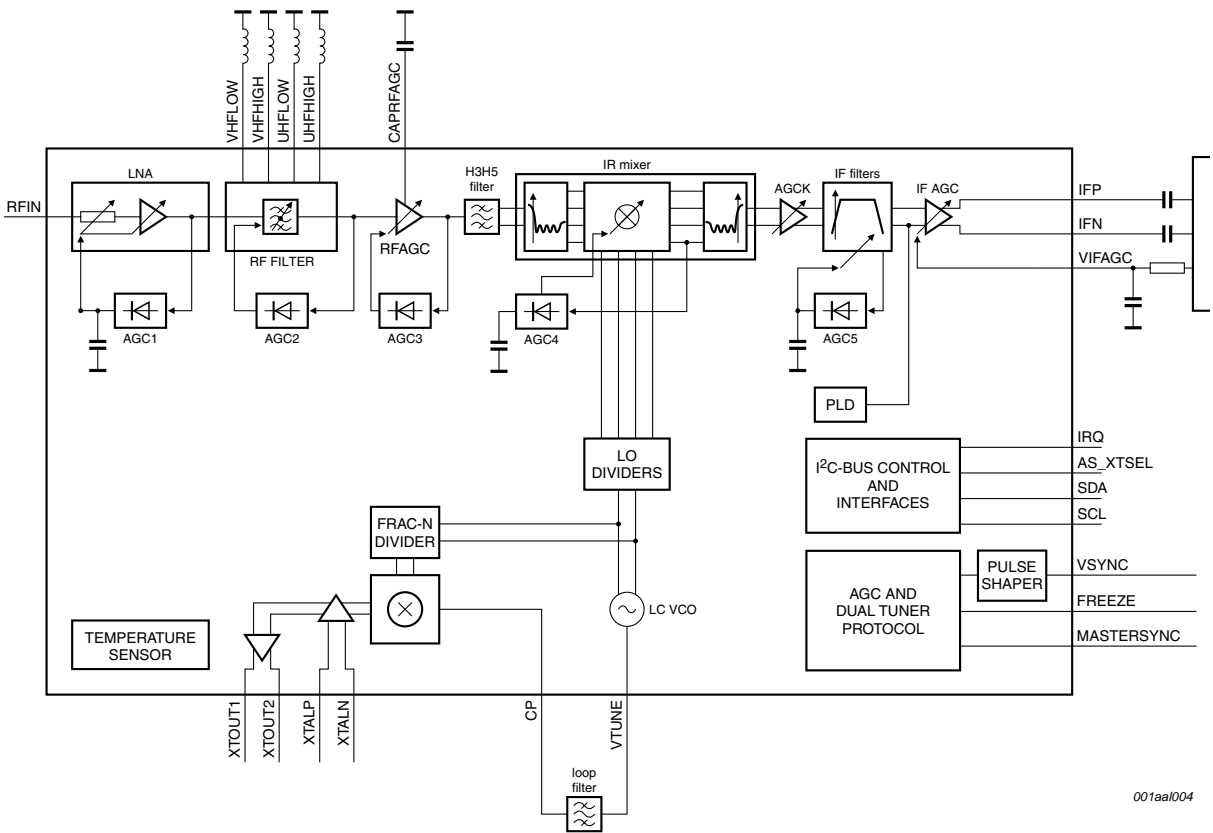 VHFLOW
VHFHIGH
UHFLOW
UHFHIGH
CAPRFAGC
RFIN
LNA
RF FILTER
RFAGC
H3H5
filter
IR mixer
AGCK
IF filters
IF AGC
IFP
IFN
VIFAGC
AGC1
AGC2
AGC3
AGC4
AGC5
PLD
LO
DIVIDERS
I²C-BUS CONTROL
AND
INTERFACES
IRQ
AS_XTSEL
SDA
SCL
FRAC-N
DIVIDER
LC VCO
AGC AND
DUAL TUNER
PROTOCOL
PULSE
SHAPER
VSYNC
FREEZE
MASTERSYNC
TEMPERATURE
SENSOR
XTOUT1
XTOUT2
XTALP
XTALN
CP
VTUNE
loop
filter
001aal004